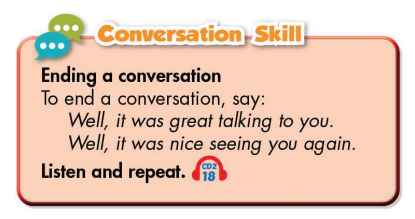 Conversation Skill
Ending a conversation
To end a conversation, say:
Well, it was great talking to you.
Well, it was nice seeing you again.
Listen and repeat. CD2 18